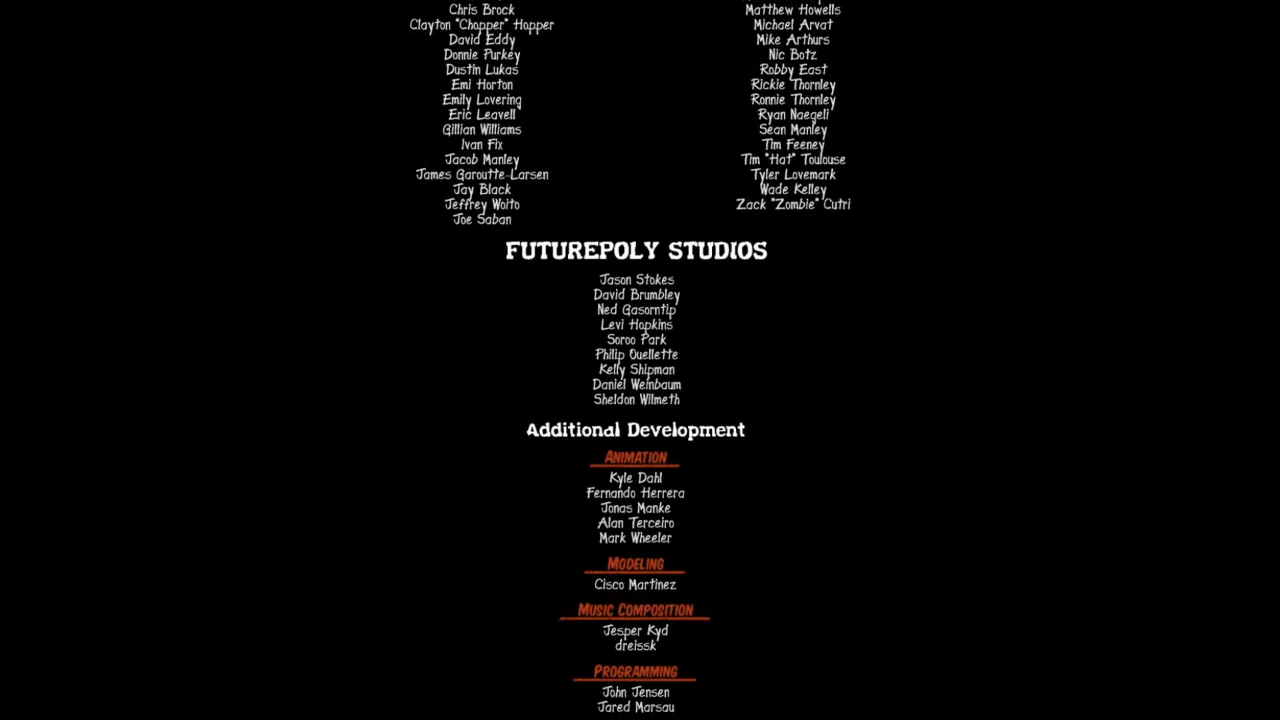 Chris Brock
Clayton "Chopper" Hopper
David Eddy
Donnie Purkey
Dustin Lukas
Emi Horton
Emily Lovering
Eric Leavell
Gillian Williams
Ivan Fix
Jacob Manley
James Garoutte-Larsen
Jay Black
Jeffrey Woito
Joe Saban
Matthew Howells
Michael Arvat
Mike Arthurs
Nic Botz
Robby East
Rickie Thornley
Ronnie Thornley
Ryan Naegeli
Sean Manley
Tim Feeney
Tim "Hat" Toulouse
Tyler Lovemark
Wade Kelley
Zack "Zombie" Cutri
FUTUREPOLY STUDIOS
Jason Stokes
David Brumbley
Ned Gasorntip
Levi Hopkins
Soroo Park
Philip Ouellette
Kelly Shipman
Daniel Weinbaum
Sheldon Wilmeth
Additional Development
ANIMATION
Kyle Dahl
Fernando Herrera
Jonas Manke
Alan Terceiro
Mark Wheeler
MODELING
Cisco Martinez
MUSIC COMPOSITION
Jesper Kyd
dreissk
PROGRAMMING
John Jensen
Jared Marsau